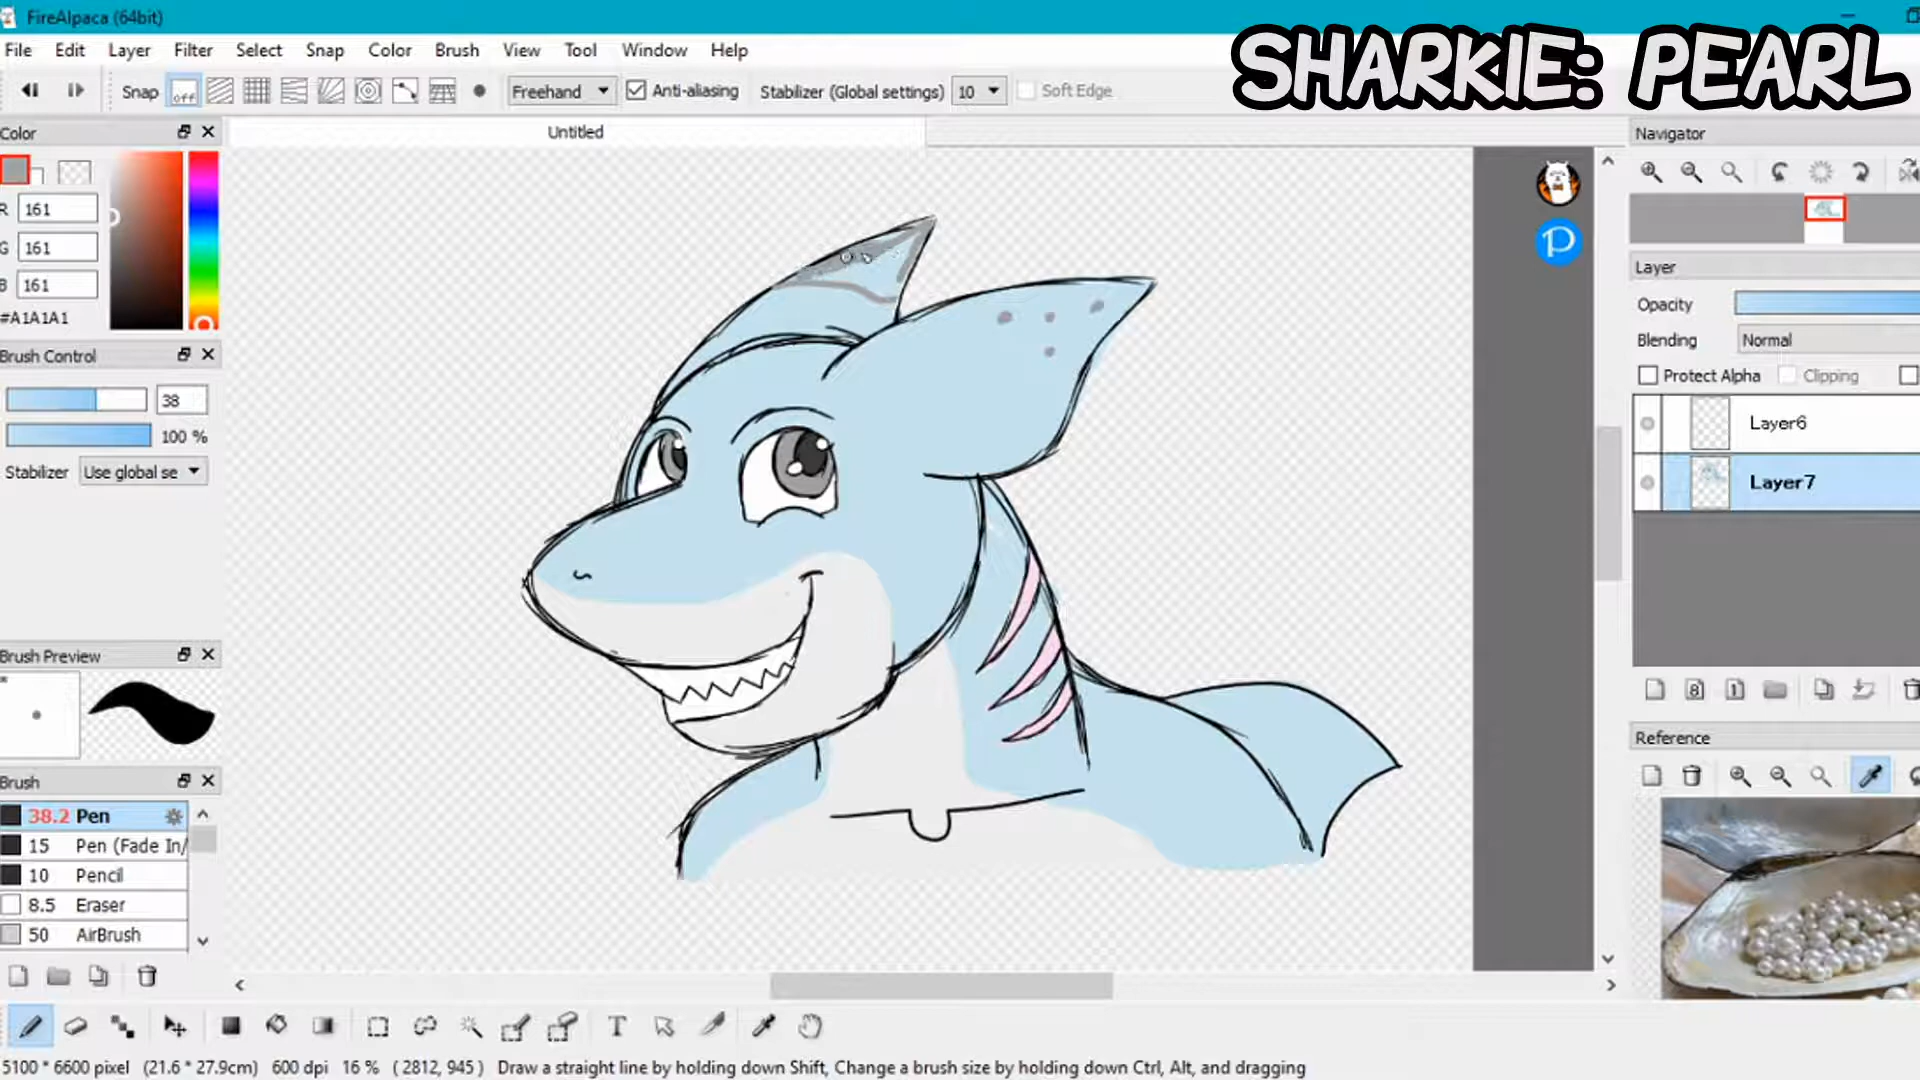 FireAlpaca (64bit)
SHARKIE: PEARL
File Edit Layer Filter Select Snap Color Brush View Tool Window Help
Snap off Freehand Anti-aliasing Stabilizer (Global settings) 10 Soft Edge
Color
Untitled
Navigator
R 161
G 161
B 161
#A1A1A1
Layer
Opacity
Blending Normal
Protect Alpha Clipping
Layer6
Layer7
Brush Control
38
100 %
Stabilizer Use global se
Brush Preview
Brush
38.2 Pen
15 Pen (Fade In/
10 Pencil
8.5 Eraser
50 AirBrush
8 1
Reference
P
T
5100 * 6600 pixel (21.6 * 27.9cm) 600 dpi 16 % ( 2812, 945 ) Draw a straight line by holding down Shift, Change a brush size by holding down Ctrl, Alt, and dragging